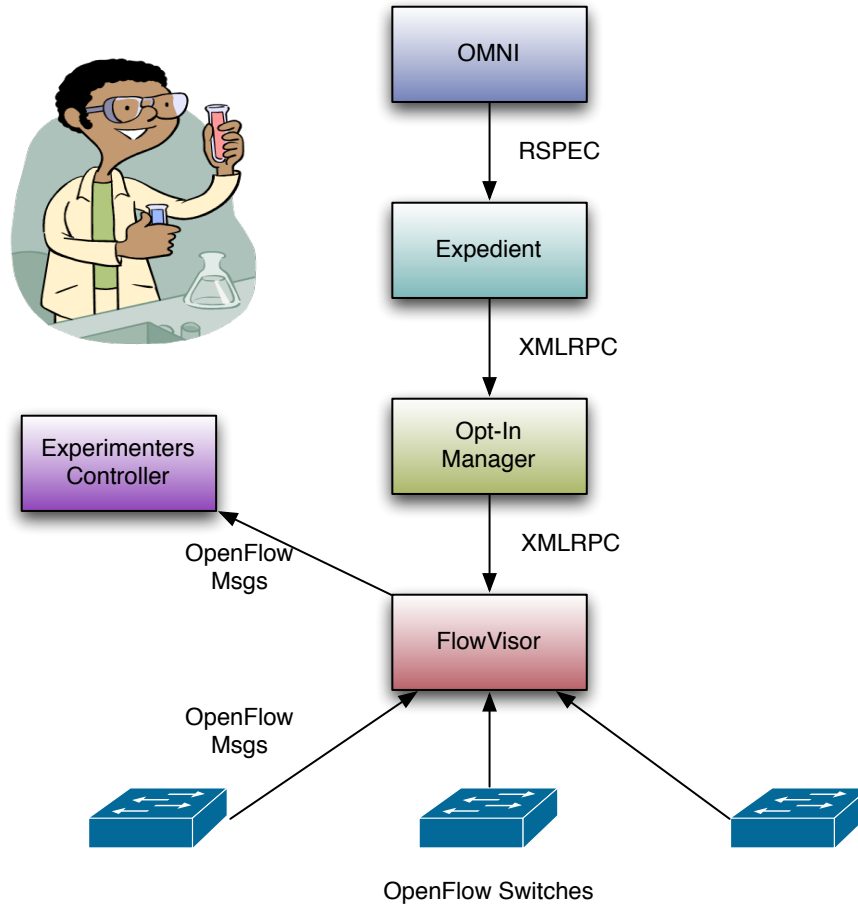 OMNI
RSPEC
Expedient
XMLRPC
Opt-In
Manager
Experimenters
Controller
XMLRPC
OpenFlow
Msgs
FlowVisor
OpenFlow
Msgs
OpenFlow Switches